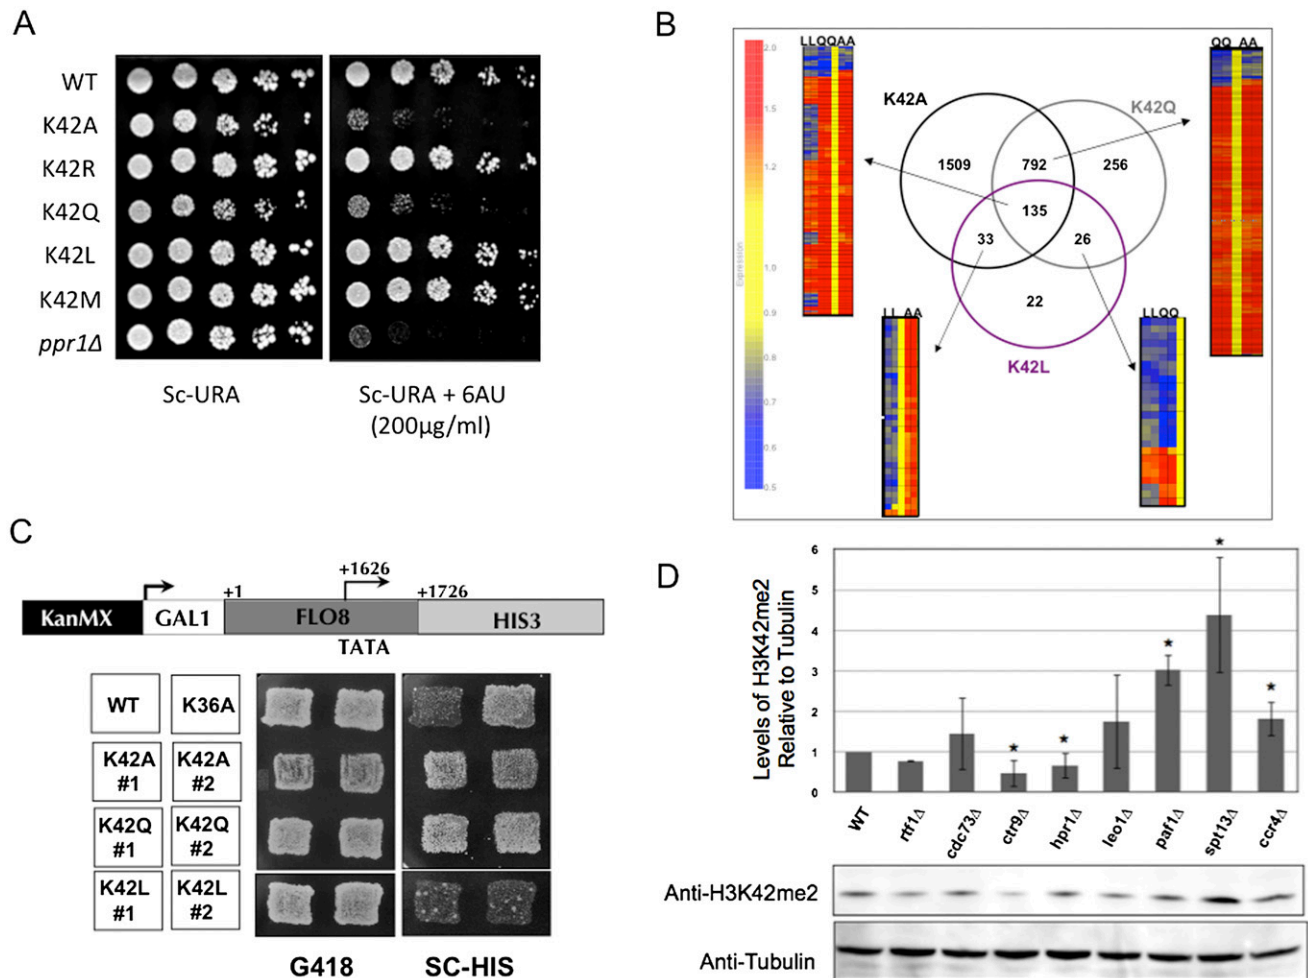 A
WT
K42A
K42R
K42Q
K42L
K42M
ppr1Δ
Sc-URA
Sc-URA + 6AU
(200µg/ml)
B
2.0
1.5
1.2
1.0
0.8
0.7
0.5
Expression
LLQQAA
QQ AA
K42A
K42Q
1509
792
256
135
33
26
22
K42L
LL AA
LLQQ
C
+1626
+1
+1726
KanMX
GAL1
FLO8
HIS3
TATA
WT
K36A
K42A
#1
K42A
#2
K42Q
#1
K42Q
#2
K42L
#1
K42L
#2
G418
SC-HIS
D
Levels of H3K42me2
Relative to Tubulin
6
5
4
3
2
1
0
★
★
★
★
★
WT
rtf1Δ
cdc73Δ
ctr9Δ
hpr1Δ
leo1Δ
paf1Δ
spt13Δ
ccr4Δ
Anti-H3K42me2
Anti-Tubulin